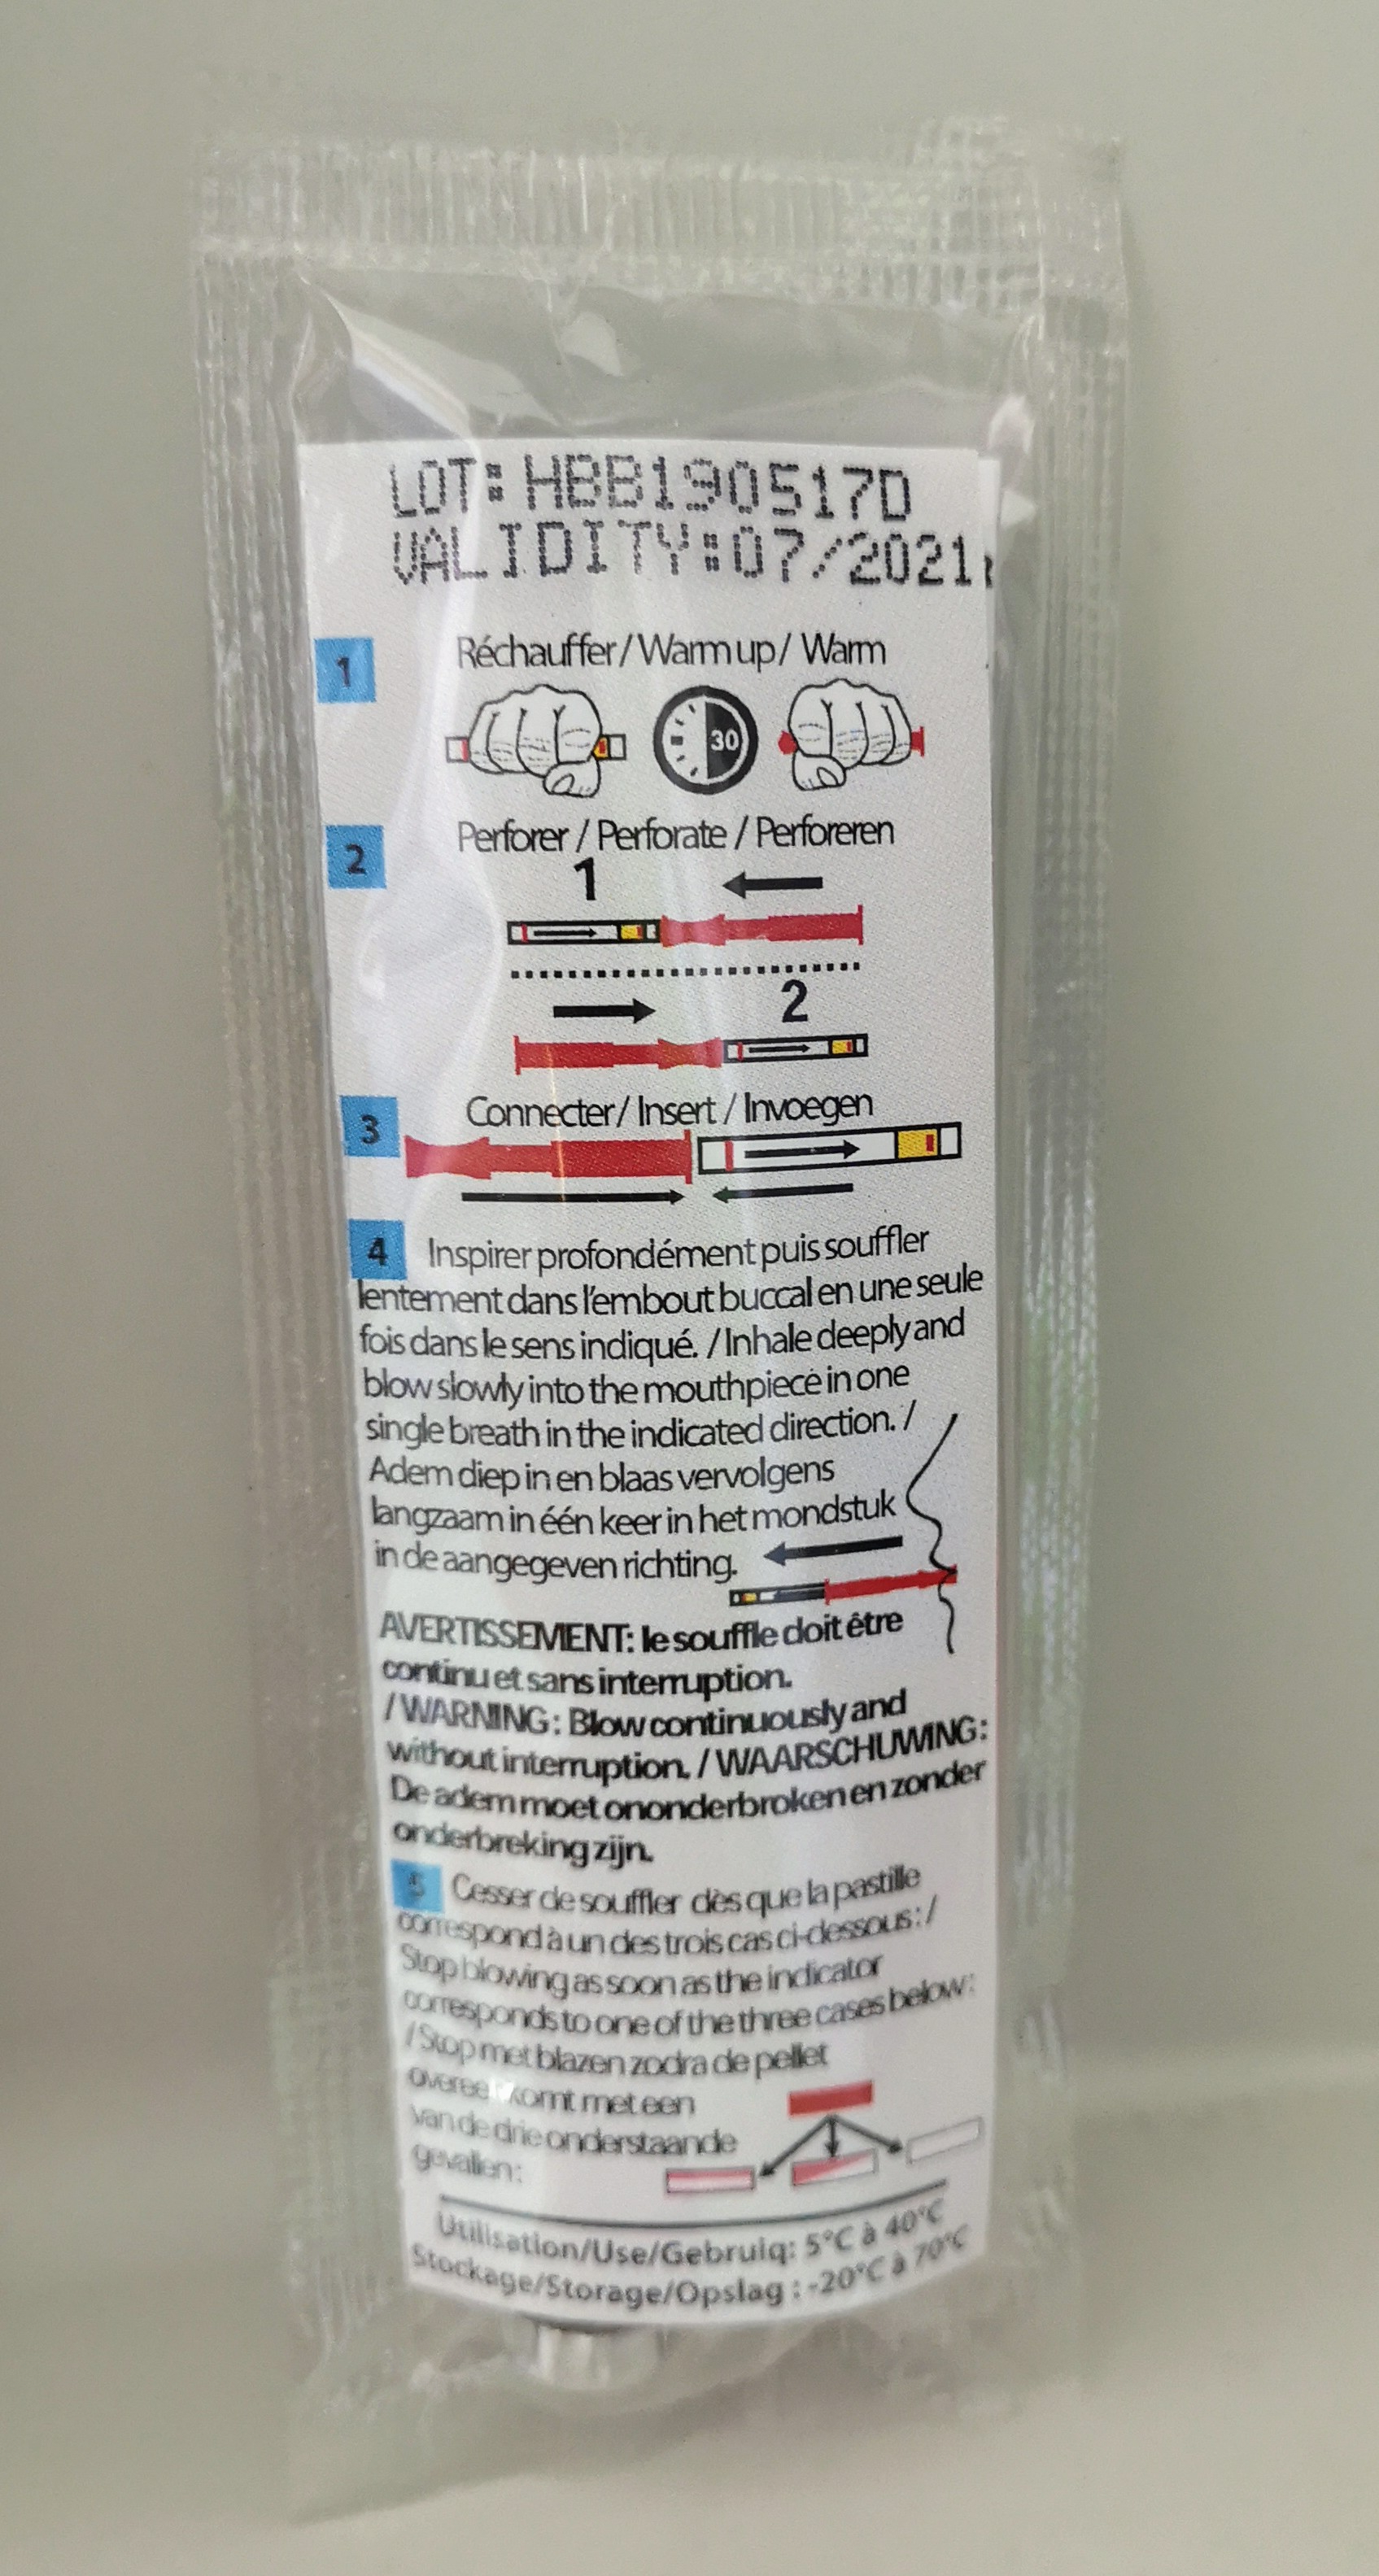 LOT: HBB190517D
VALIDITY:07/2021
1
Réchauffer / Warm up / Warm
30
2
Perforer / Perforate / Perforeren
1
2
3
Connecter / Insert / Invoegen
4 Inspirer profondément puis souffler
lentement dans l'embout buccal en une seule
fois dans le sens indiqué. / Inhale deeply and
blow slowly into the mouthpiece in one
single breath in the indicated direction. /
Adem diep in en blaas vervolgens
langzaam in één keer in het mondstuk
in de aangegeven richting.
AVERTISSEMENT: le souffle doit être
continu et sans interruption.
/ WARNING : Blow continuously and
without interruption. / WAARSCHUWING :
De adem moet ononderbroken en zonder
onderbreking zijn.
5 Cesser de souffler dès que la pastille
correspond à un des trois cas ci-dessous : /
Stop blowing as soon as the indicator
corresponds to one of the three cases below :
/ Stop met blazen zodra de pellet
komt met een
van de drie onderstaande
gevallen :
Utilisation/Use/Gebruiq: 5°C à 40°C
Stockage/Storage/Opslag : -20°C à 70°C